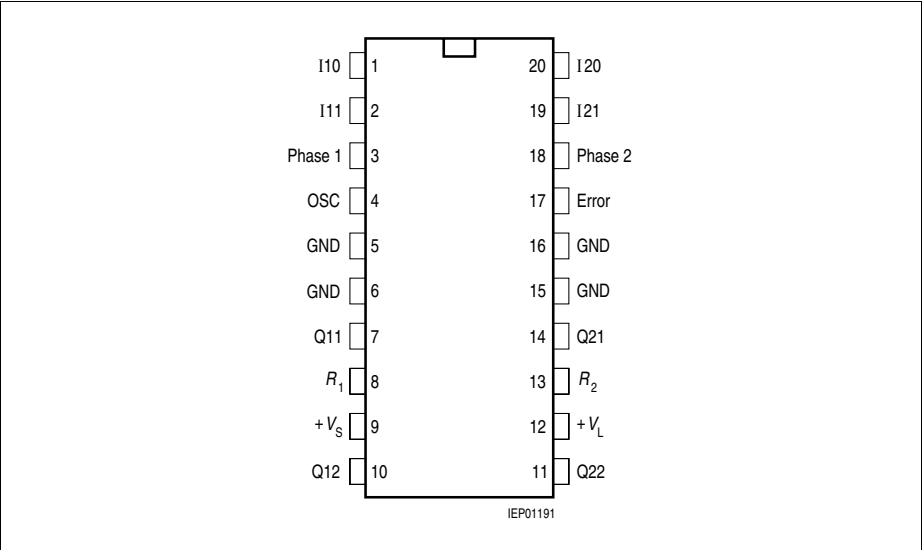 I10 1 20 I20
I11 2 19 I21
Phase 1 3 18 Phase 2
OSC 4 17 Error
GND 5 16 GND
GND 6 15 GND
Q11 7 14 Q21
R1 8 13 R2
+VS 9 12 +VL
Q12 10 11 Q22
IEP01191